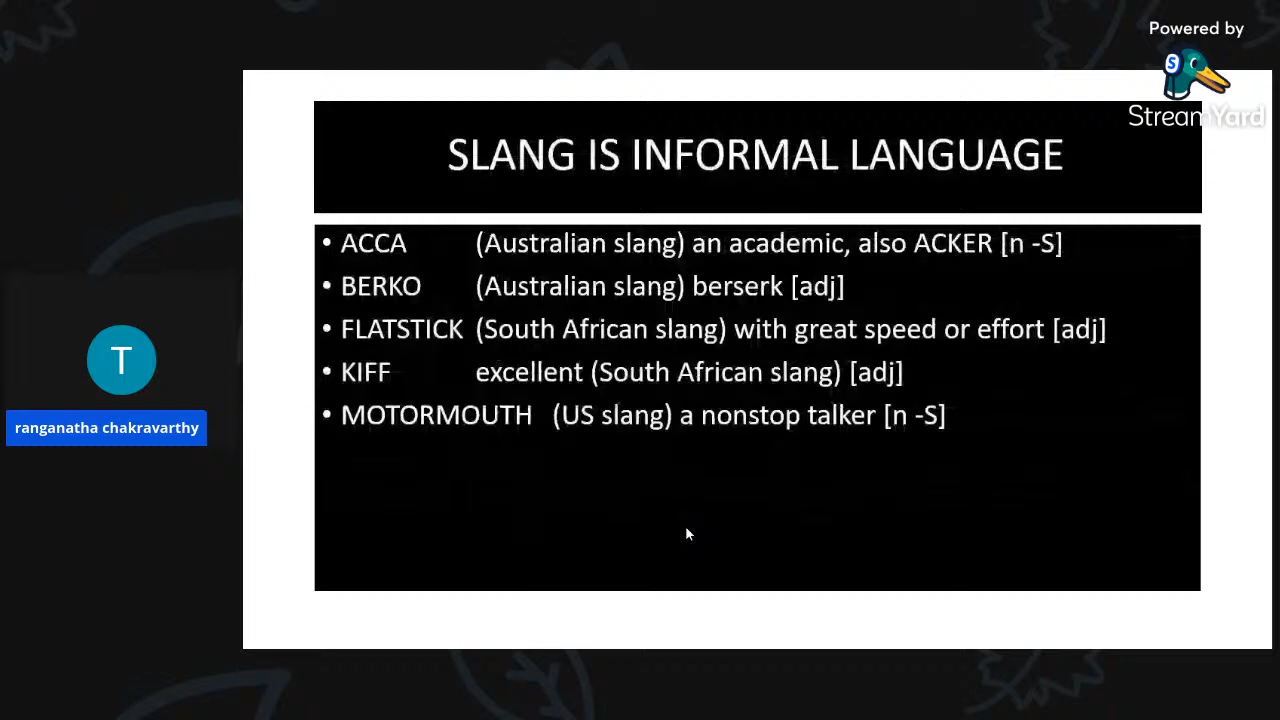 Powered by
StreamYard
SLANG IS INFORMAL LANGUAGE
• ACCA (Australian slang) an academic, also ACKER [n -S]
• BERKO (Australian slang) berserk [adj]
• FLATSTICK (South African slang) with great speed or effort [adj]
• KIFF excellent (South African slang) [adj]
• MOTORMOUTH (US slang) a nonstop talker [n -S]
T
ranganatha chakravarthy